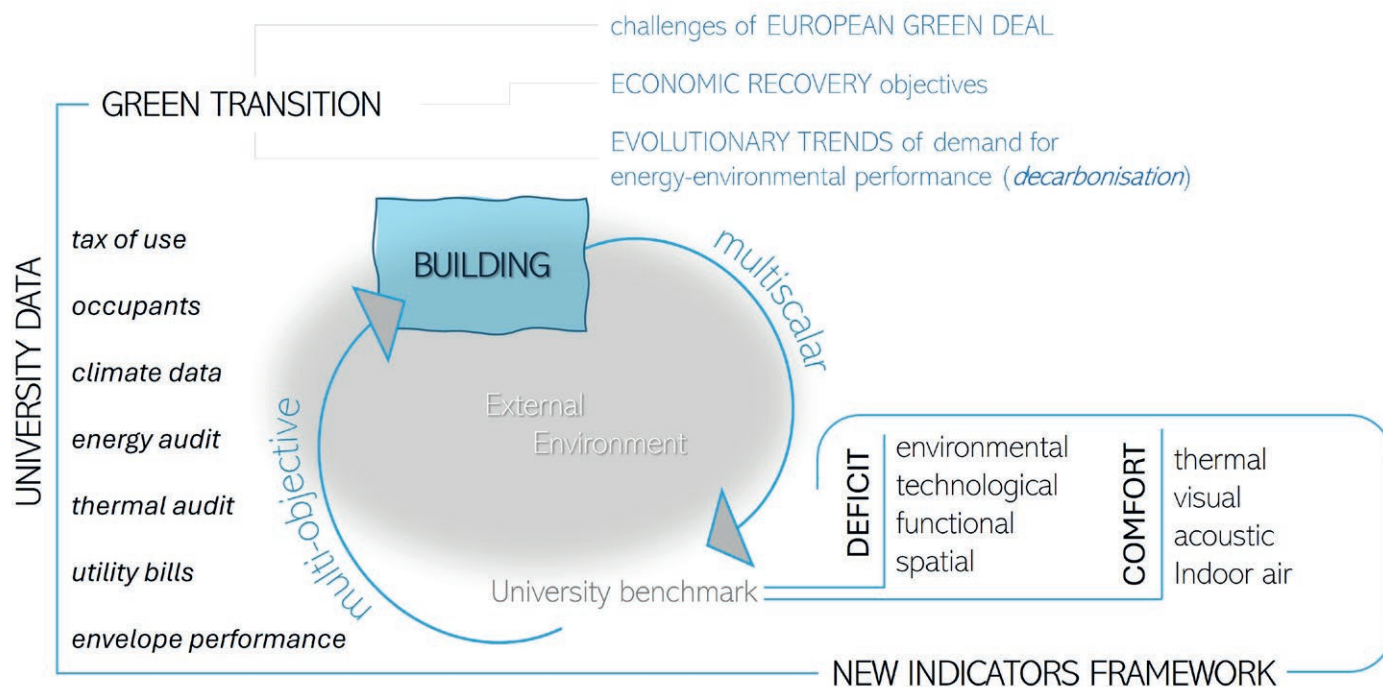 challenges of EUROPEAN GREEN DEAL
GREEN TRANSITION
ECONOMIC RECOVERY objectives
EVOLUTIONARY TRENDS of demand for
energy-environmental performance (decarbonisation)
UNIVERSITY DATA
tax of use
occupants
climate data
energy audit
thermal audit
utility bills
envelope performance
BUILDING
multiscalar
External
Environment
multi-objective
University benchmark
DEFICIT
environmental
technological
functional
spatial
COMFORT
thermal
visual
acoustic
Indoor air
NEW INDICATORS FRAMEWORK